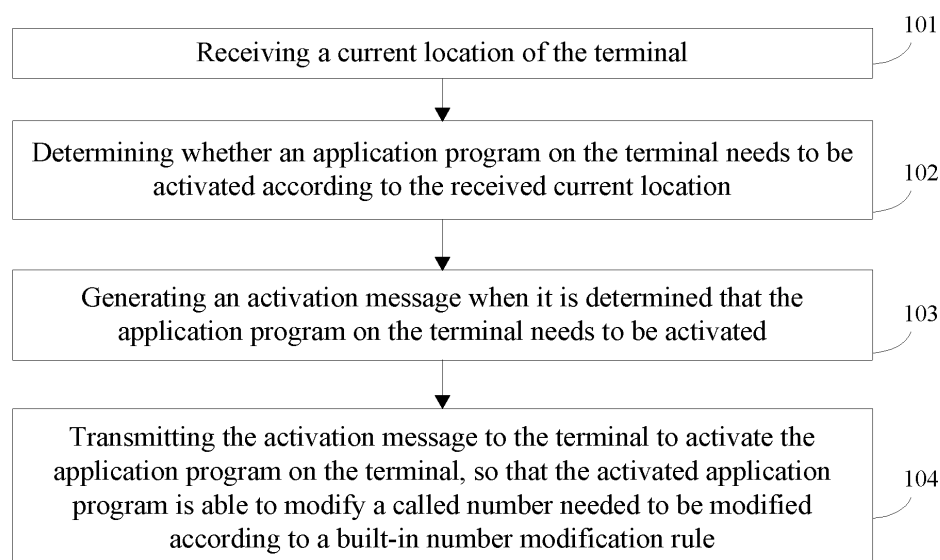 101
Receiving a current location of the terminal
Determining whether an application program on the terminal needs to be
activated according to the received current location
102
Generating an activation message when it is determined that the
application program on the terminal needs to be activated
103
Transmitting the activation message to the terminal to activate the
application program on the terminal, so that the activated application
program is able to modify a called number needed to be modified
according to a built-in number modification rule
104